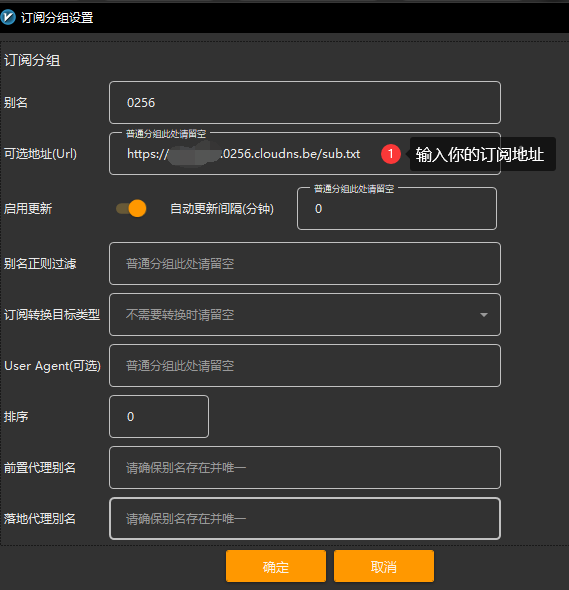 订阅分组设置
订阅分组
别名 0256
普通分组此处请留空
可选地址(Url) https:// .0256.cloudns.be/sub.txt 1 输入你的订阅地址
普通分组此处请留空
启用更新 自动更新间隔(分钟) 0
别名正则过滤 普通分组此处请留空
订阅转换目标类型 不需要转换时请留空
User Agent(可选) 普通分组此处请留空
排序 0
前置代理别名 请确保别名存在并唯一
落地代理别名 请确保别名存在并唯一
确定 取消